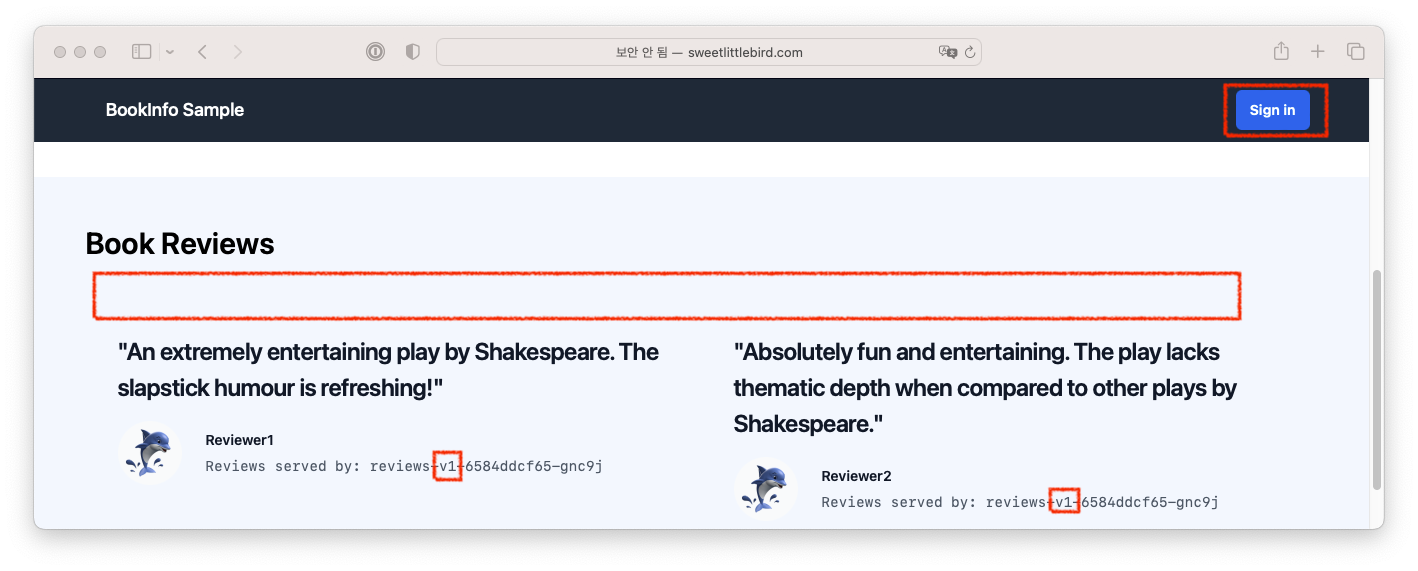 보안 안 됨 — sweetlittlebird.com
BookInfo Sample
Sign in
Book Reviews
"An extremely entertaining play by Shakespeare. The
slapstick humour is refreshing!"
Reviewer1
Reviews served by: reviews-v1-6584ddcf65-gnc9j
"Absolutely fun and entertaining. The play lacks
thematic depth when compared to other plays by
Shakespeare."
Reviewer2
Reviews served by: reviews-v1-6584ddcf65-gnc9j